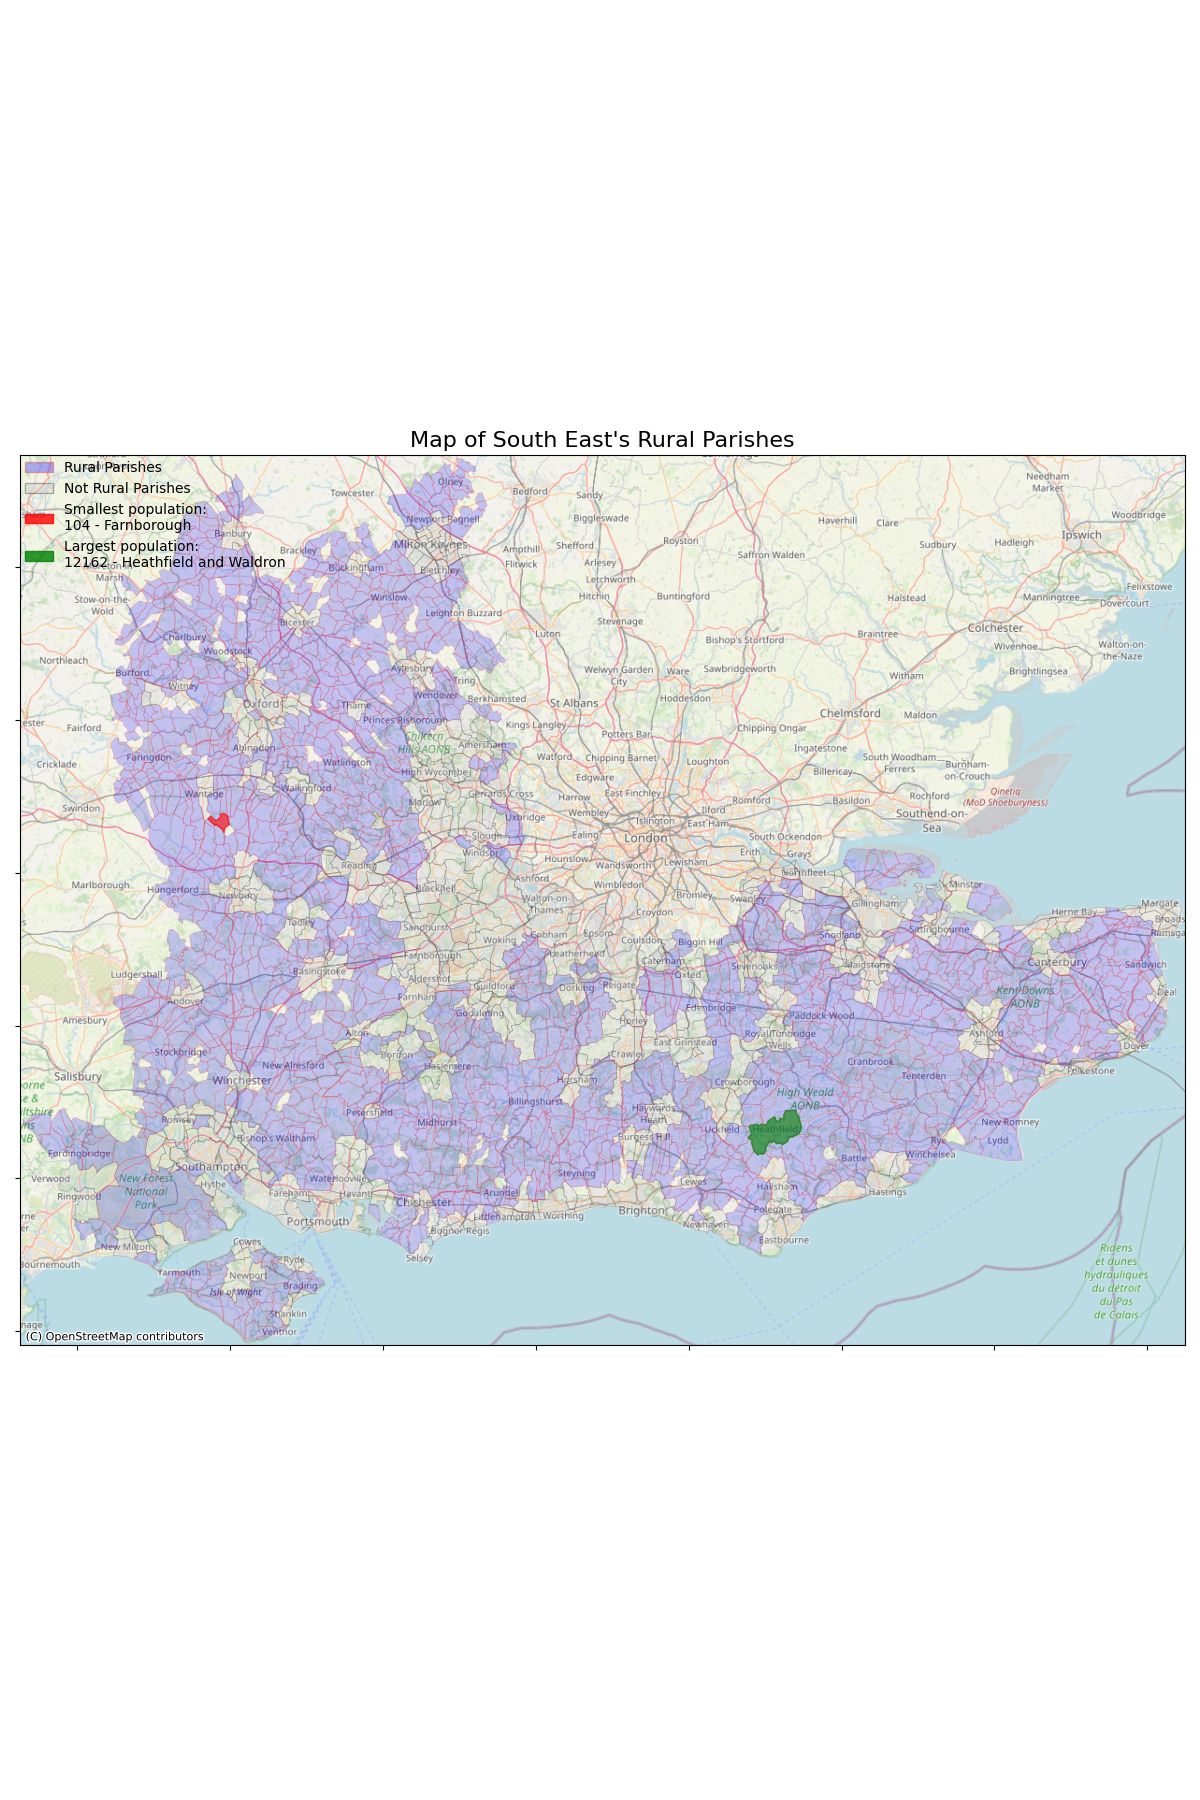 Map of South East's Rural Parishes
Rural Parishes
Not Rural Parishes
Smallest population:
104 - Farnborough
Largest population:
12162 - Heathfield and Waldron
Towcester
Olney
Bedford
Sandy
Biggleswade
Needham
Market
Woodbridge
Haverhill
Clare
Newport Pagnell
Banbury
Brackley
Milton Keynes
Ampthill
Shefford
Royston
Sudbury
Hadleigh
Ipswich
Saffron Walden
Buckingham
Bletchley
Flitwick
Arlesey
Letchworth
Marsh
Stow-on-the-
Wold
Winslow
Hitchin
Buntingford
Halstead
Manningtree
Felixstowe
Dovercourt
Leighton Buzzard
Bicester
Stevenage
Colchester
Charlbury
Woodstock
Luton
Bishop's Stortford
Braintree
Wivenhoe
Walton-on-
the-Naze
Northleach
Burford
Witney
Aylesbury
Tring
Wendover
Welwyn Garden
City
Ware
Sawbridgeworth
Witham
Brightlingsea
Oxford
Thame
Berkhamsted
St Albans
Hoddesdon
Chelmsford
Maldon
Fairford
Princes Risborough
Kings Langley
Potters Bar
Chipping Ongar
Chiltern
Hills AONB
Amersham
Abingdon
Watlington
Faringdon
Cricklade
High Wycombe
Watford
Chipping Barnet
Loughton
Ingatestone
Billericay
South Woodham
Ferrers
Burnham-
on-Crouch
Edgware
Wantage
Wallingford
Marlow
Gerrards Cross
Harrow
East Finchley
Romford
Basildon
Rochford
Qinetiq
(MoD Shoeburyness)
Swindon
Uxbridge
Wembley
Islington
Ilford
East Ham
Southend-on-
Sea
Slough
Ealing
London
South Ockendon
Reading
Windsor
Hounslow
Wandsworth
Lewisham
Erith
Grays
Northfleet
Marlborough
Hungerford
Newbury
Bracknell
Ashford
Wimbledon
Bromley
Swanley
Minster
Walton-on-
Thames
Croydon
Gillingham
Herne Bay
Margate
Broads
Ramsga
Tadley
Sandhurst
Woking
Cobham
Epsom
Coulsdon
Biggin Hill
Snodland
Sittingbourne
Farnborough
Leatherhead
Caterham
Oxted
Sevenoaks
Maidstone
Canterbury
Sandwich
Ludgershall
Basingstoke
Aldershot
Guildford
Dorking
Reigate
Andover
Farnham
Kent Downs
AONB
Deal
Amesbury
Godalming
Horley
Edenbridge
Paddock Wood
Alton
East Grinstead
Royal Tunbridge
Wells
Ashford
Dover
Stockbridge
Bordon
Haslemere
Crawley
Cranbrook
Folkestone
Salisbury
Winchester
New Alresford
Horsham
Crowborough
Tenterden
High Weald
AONB
Billingshurst
Romsey
Petersfield
Midhurst
Haywards
Heath
Uckfield
Heathfield
New Romney
Lydd
Bishop's Waltham
Burgess Hill
Rye
Fordingbridge
Southampton
Battle
Winchelsea
Verwood
New Forest
National
Park
Hythe
Waterlooville
Steyning
Lewes
Hailsham
Hastings
Ringwood
Fareham
Havant
Chichester
Arundel
Littlehampton
Worthing
Brighton
Newhaven
Polegate
Portsmouth
Bognor Regis
Eastbourne
New Milton
Cowes
Selsey
Bournemouth
Yarmouth
Ryde
Newport
Isle of Wight
Brading
Shanklin
Ventnor
Ridens
et dunes
hydrauliques
du détroit
du Pas
de Calais
(C) OpenStreetMap contributors